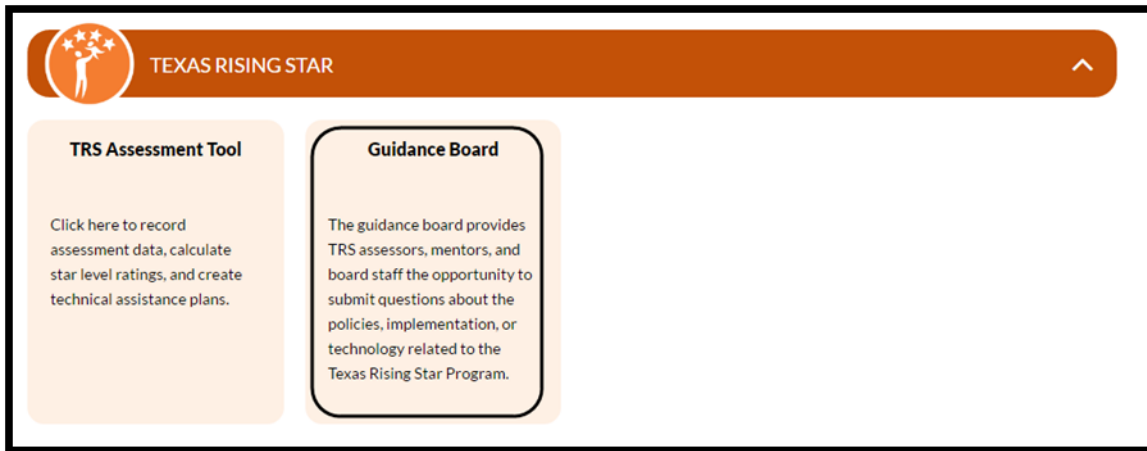 TEXAS RISING STAR
TRS Assessment Tool
Click here to record
assessment data, calculate
star level ratings, and create
technical assistance plans.
Guidance Board
The guidance board provides
TRS assessors, mentors, and
board staff the opportunity to
submit questions about the
policies, implementation, or
technology related to the
Texas Rising Star Program.